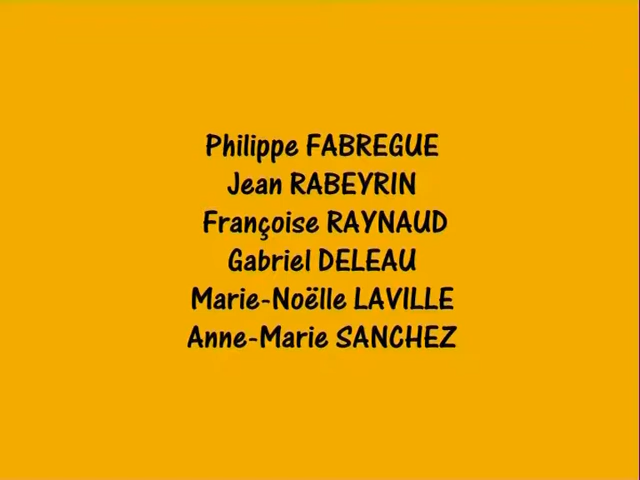 Philippe FABREGUE
Jean RABEYRIN
Françoise RAYNAUD
Gabriel DELEAU
Marie-Noëlle LAVILLE
Anne-Marie SANCHEZ